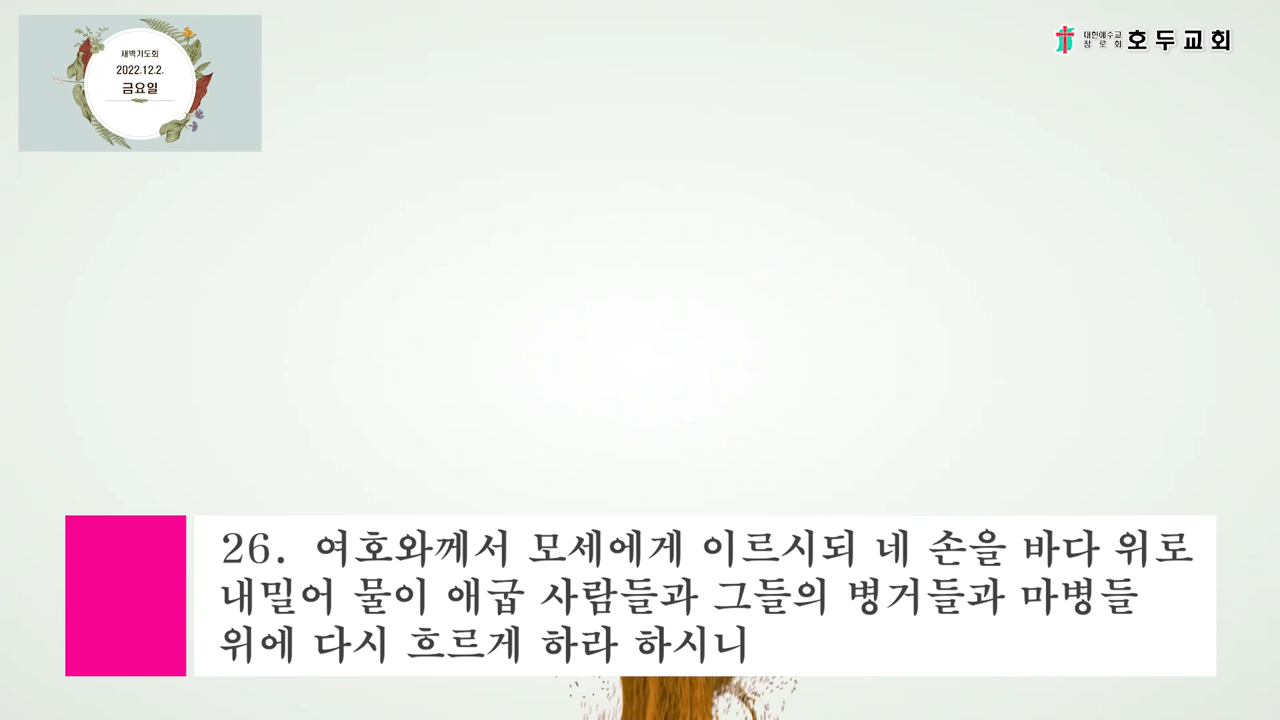 새벽기도회
2022.12.2.
금요일
대한예수교
장로회
호두교회
26. 여호와께서 모세에게 이르시되 네 손을 바다 위로
내밀어 물이 애굽 사람들과 그들의 병거들과 마병들
위에 다시 흐르게 하라 하시니